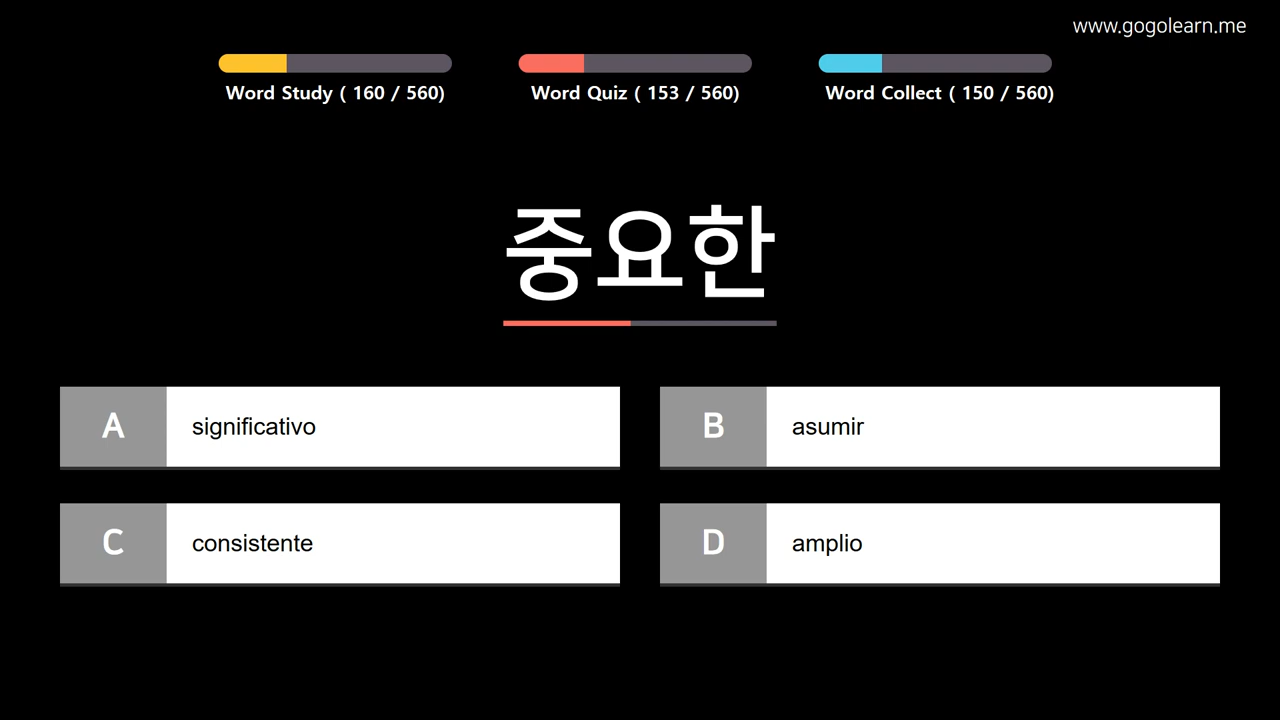 www.gogolearn.me
Word Study ( 160 / 560)
Word Quiz ( 153 / 560)
Word Collect ( 150 / 560)
중요한
A significativo
B asumir
C consistente
D amplio